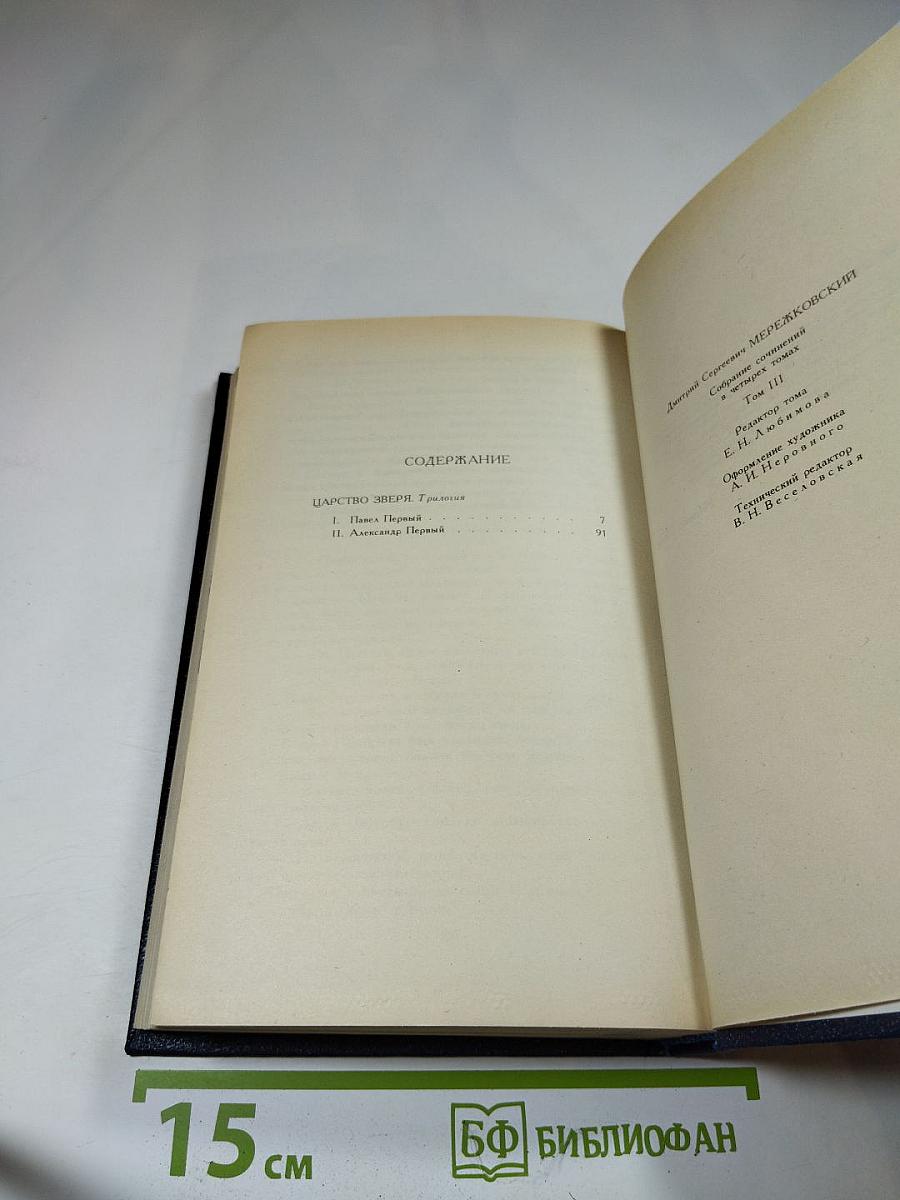 СОДЕРЖАНИЕ
ЦАРСТВО ЗВЕРЯ. Трилогия
I. Павел Первый . . . . . . . . . . . 7
II. Александр Первый . . . . . . . . . 91
Дмитрий Сергеевич МЕРЕЖКОВСКИЙ
Собрание сочинений
в четырех томах
Том III
Редактор тома
Е. Н. Любимова
Оформление художника
А. И. Неровного
Технический редактор
В. Н. Веселовская
15 см
БФ БИБЛИОФАН